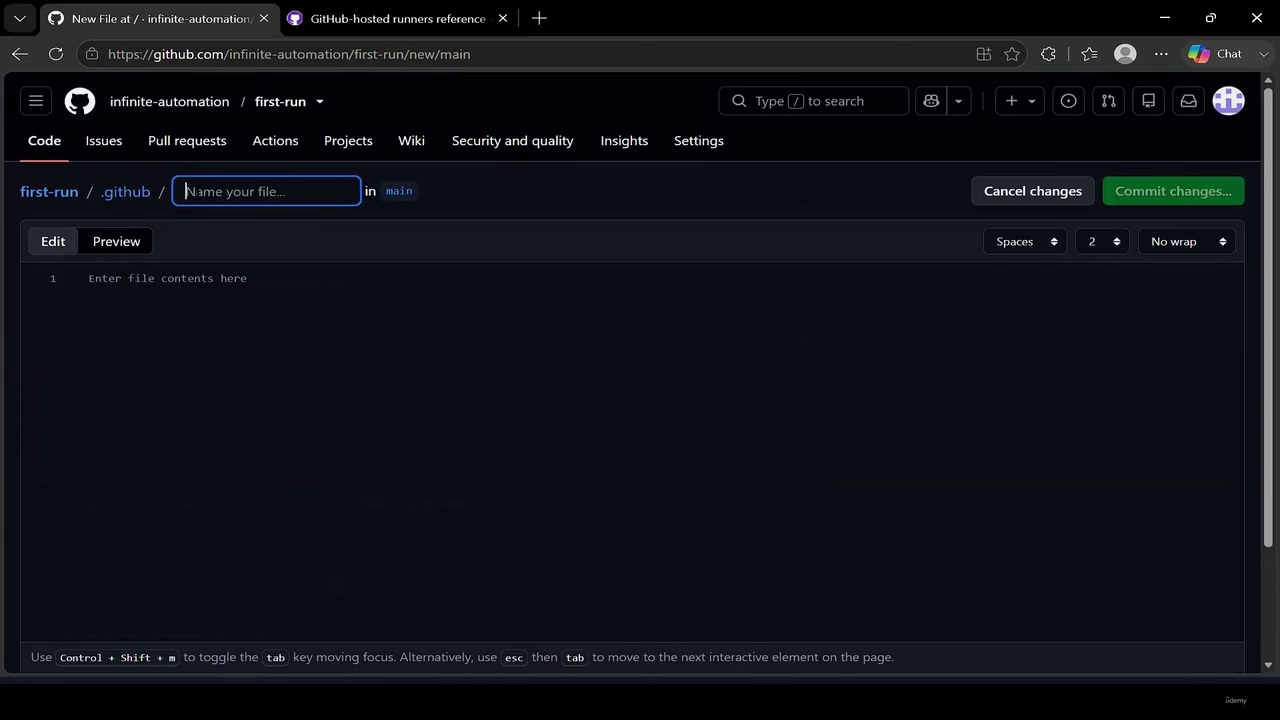 New File at / · infinite-automation/
GitHub-hosted runners reference
https://github.com/infinite-automation/first-run/new/main
Chat
infinite-automation / first-run
Type / to search
Code
Issues
Pull requests
Actions
Projects
Wiki
Security and quality
Insights
Settings
first-run / .github / Name your file... in main
Cancel changes
Commit changes...
Edit
Preview
Spaces
2
No wrap
1 Enter file contents here
Use Control + Shift + m to toggle the tab key moving focus. Alternatively, use esc then tab to move to the next interactive element on the page.
ûdemy